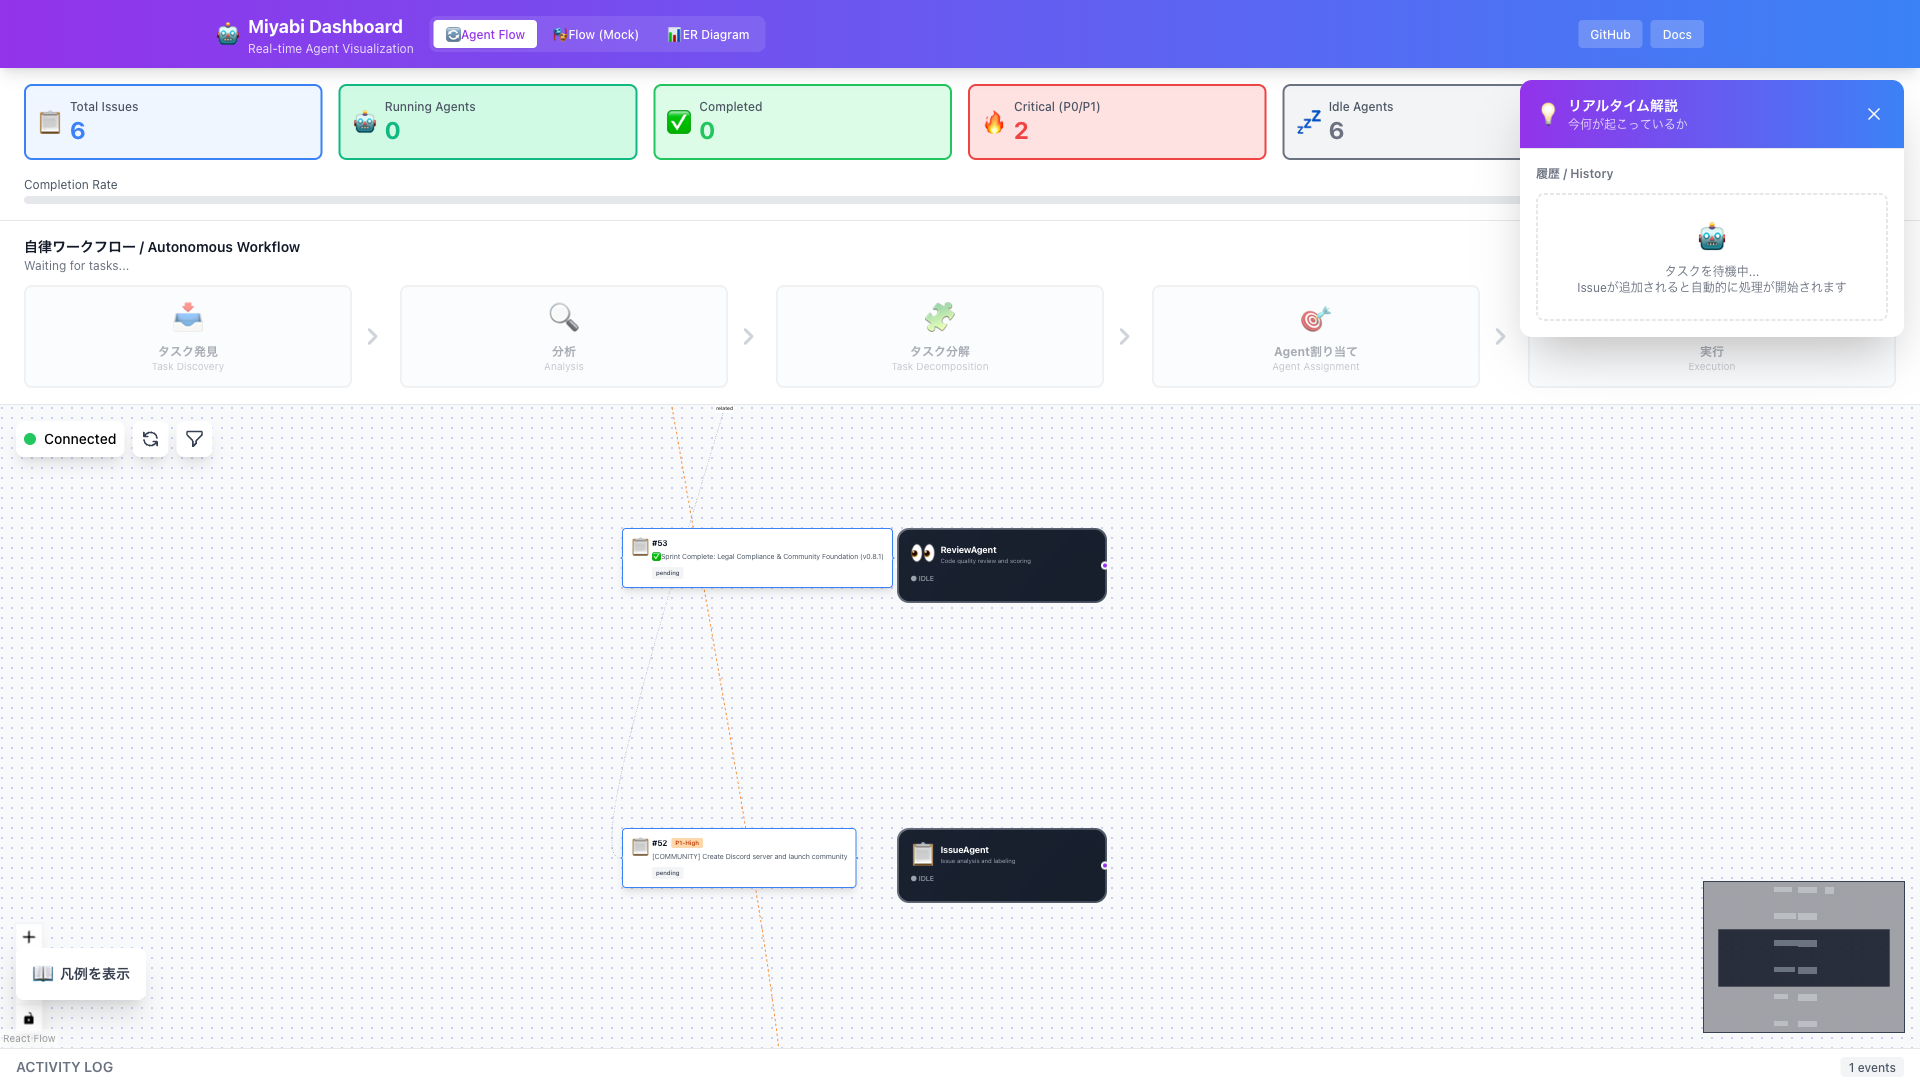 Miyabi Dashboard
Real-time Agent Visualization
Agent Flow
Flow (Mock)
ER Diagram
GitHub
Docs
Total Issues
6
Running Agents
0
Completed
0
Critical (P0/P1)
2
Idle Agents
6
Completion Rate
リアルタイム解説
今何が起こっているか
履歴 / History
タスクを待機中...
Issueが追加されると自動的に処理が開始されます
自律ワークフロー / Autonomous Workflow
Waiting for tasks...
タスク発見
Task Discovery
分析
Analysis
タスク分解
Task Decomposition
Agent割り当て
Agent Assignment
実行
Execution
related
Connected
#53
Sprint Complete: Legal Compliance & Community Foundation (v0.8.1)
pending
ReviewAgent
Code quality review and scoring
IDLE
#52 P1-High
[COMMUNITY] Create Discord server and launch community
pending
IssueAgent
Issue analysis and labeling
IDLE
凡例を表示
React Flow
ACTIVITY LOG
1 events